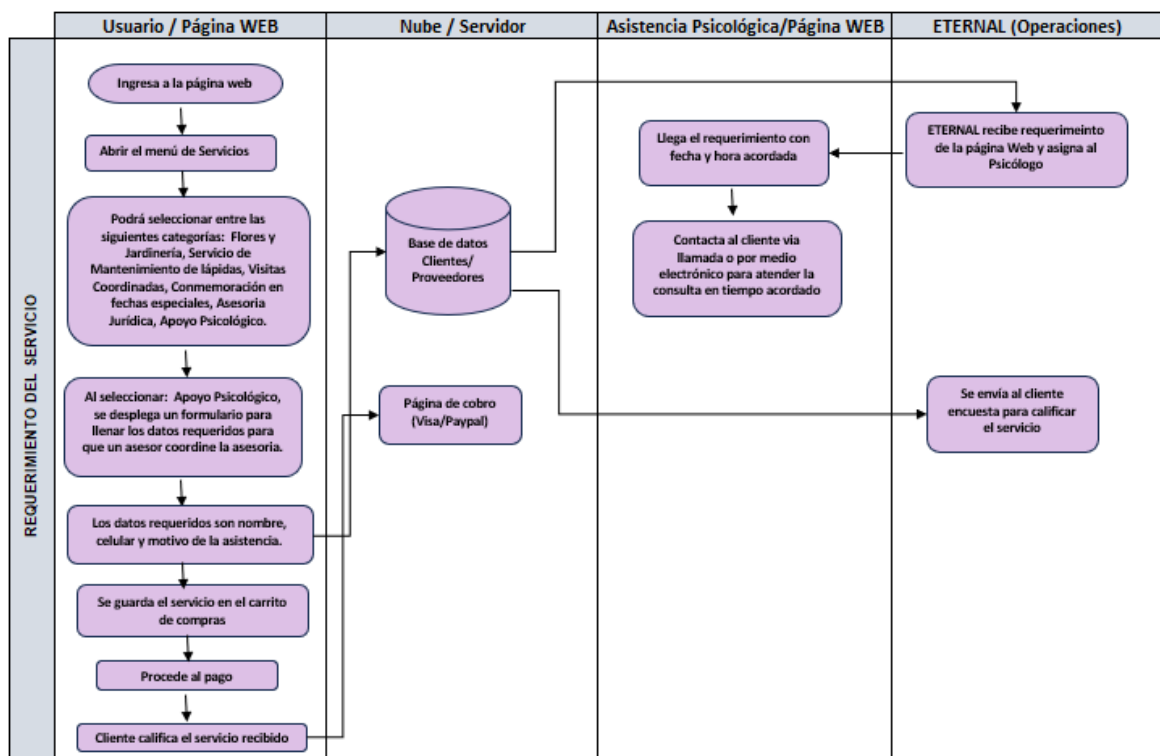 Usuario / Página WEB
Nube / Servidor
Asistencia Psicológica/Página WEB
ETERNAL (Operaciones)
REQUERIMIENTO DEL SERVICIO
Ingresa a la página web
Abrir el menú de Servicios
Podrá seleccionar entre las
siguientes categorías: Flores y
Jardinería, Servicio de
Mantenimiento de lápidas, Visitas
Coordinadas, Conmemoración en
fechas especiales, Asesoria
Jurídica, Apoyo Psicológico.
Al seleccionar: Apoyo Psicológico,
se desplega un formulario para
llenar los datos requeridos para
que un asesor coordine la asesoria.
Los datos requeridos son nombre,
celular y motivo de la asistencia.
Se guarda el servicio en el carrito
de compras
Procede al pago
Cliente califica el servicio recibido
Base de datos
Clientes/
Proveedores
Página de cobro
(Visa/Paypal)
Llega el requerimiento con
fecha y hora acordada
Contacta al cliente via
llamada o por medio
electrónico para atender la
consulta en tiempo acordado
ETERNAL recibe requerimeinto
de la página Web y asigna al
Psicólogo
Se envía al cliente
encuesta para calificar
el servicio